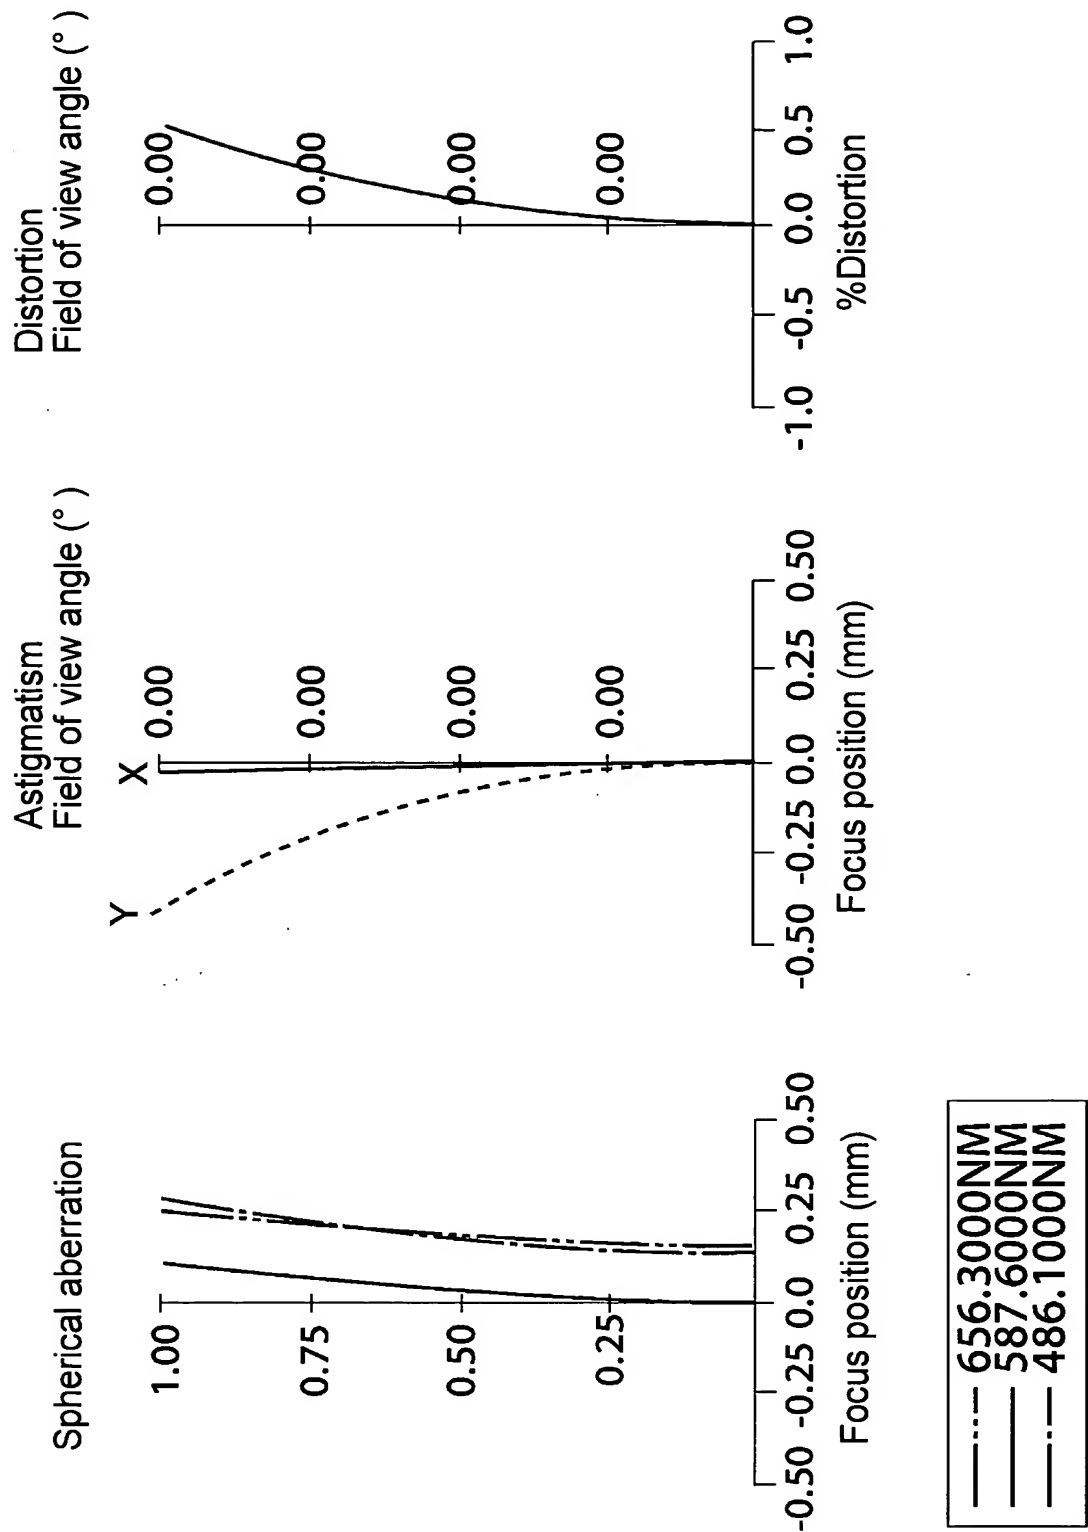 Spherical aberration
1.00
0.75
0.50
0.25
-0.50 -0.25 0.0 0.25 0.50
Focus position (mm)
Astigmatism
Field of view angle (° )
Y X
0.00
0.00
0.00
0.00
-0.50 -0.25 0.0 0.25 0.50
Focus position (mm)
Distortion
Field of view angle (° )
0.00
0.00
0.00
0.00
-1.0 -0.5 0.0 0.5 1.0
%Distortion
656.3000NM
587.6000NM
486.1000NM